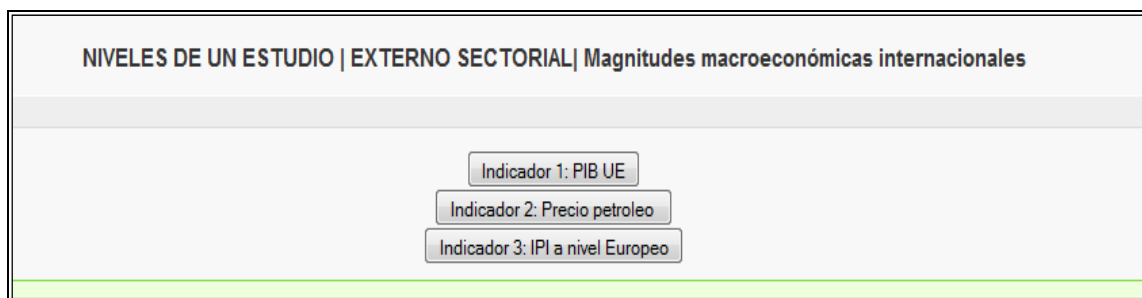 NIVELES DE UN ESTUDIO | EXTERNO SECTORIAL| Magnitudes macroeconómicas internacionales
Indicador 1: PIB UE
Indicador 2: Precio petroleo
Indicador 3: IPI a nivel Europeo